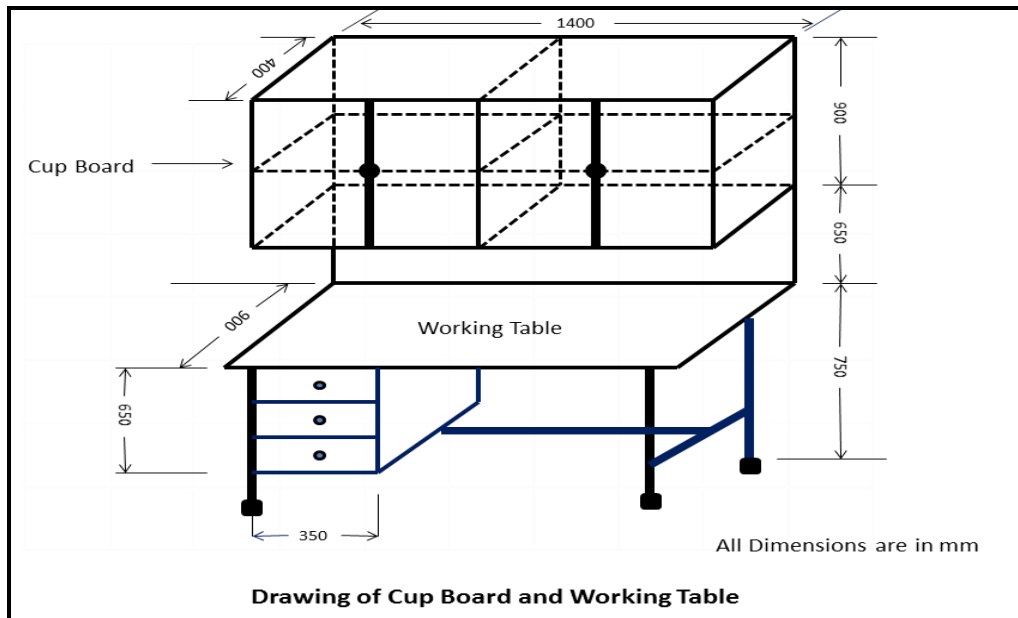 1400
400
900
Cup Board
650
900
Working Table
750
650
350
All Dimensions are in mm
Drawing of Cup Board and Working Table